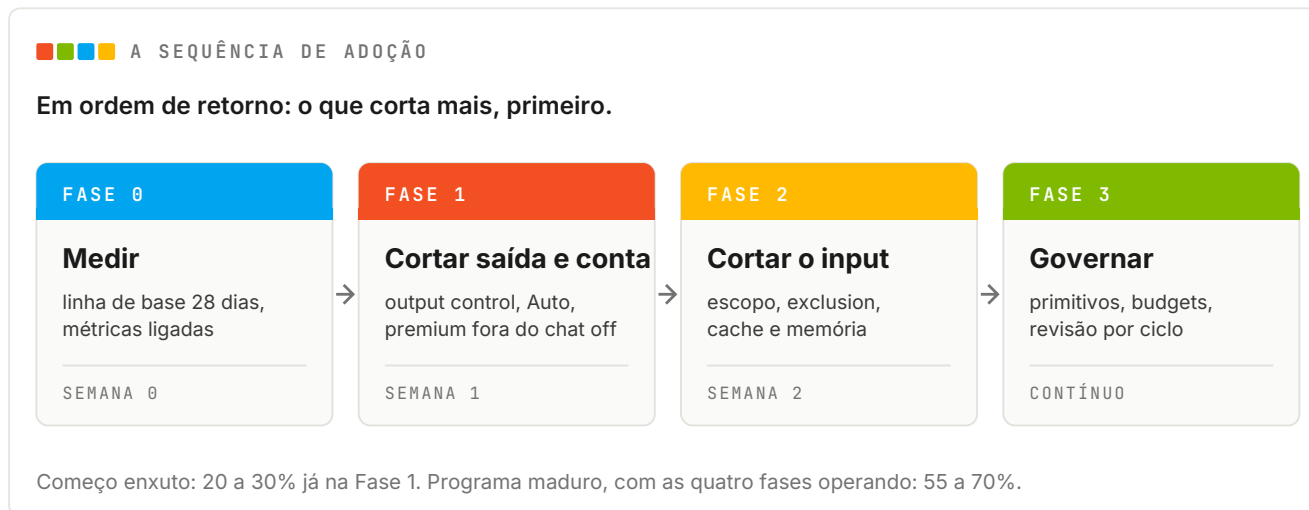 A SEQUÊNCIA DE ADOÇÃO
Em ordem de retorno: o que corta mais, primeiro.
FASE 0
Medir
linha de base 28 dias,
métricas ligadas
SEMANA 0
FASE 1
Cortar saída e conta
output control, Auto,
premium fora do chat off
SEMANA 1
FASE 2
Cortar o input
escopo, exclusion,
cache e memória
SEMANA 2
FASE 3
Governar
primitivos, budgets,
revisão por ciclo
CONTÍNUO
Começo enxuto: 20 a 30% já na Fase 1. Programa maduro, com as quatro fases operando: 55 a 70%.